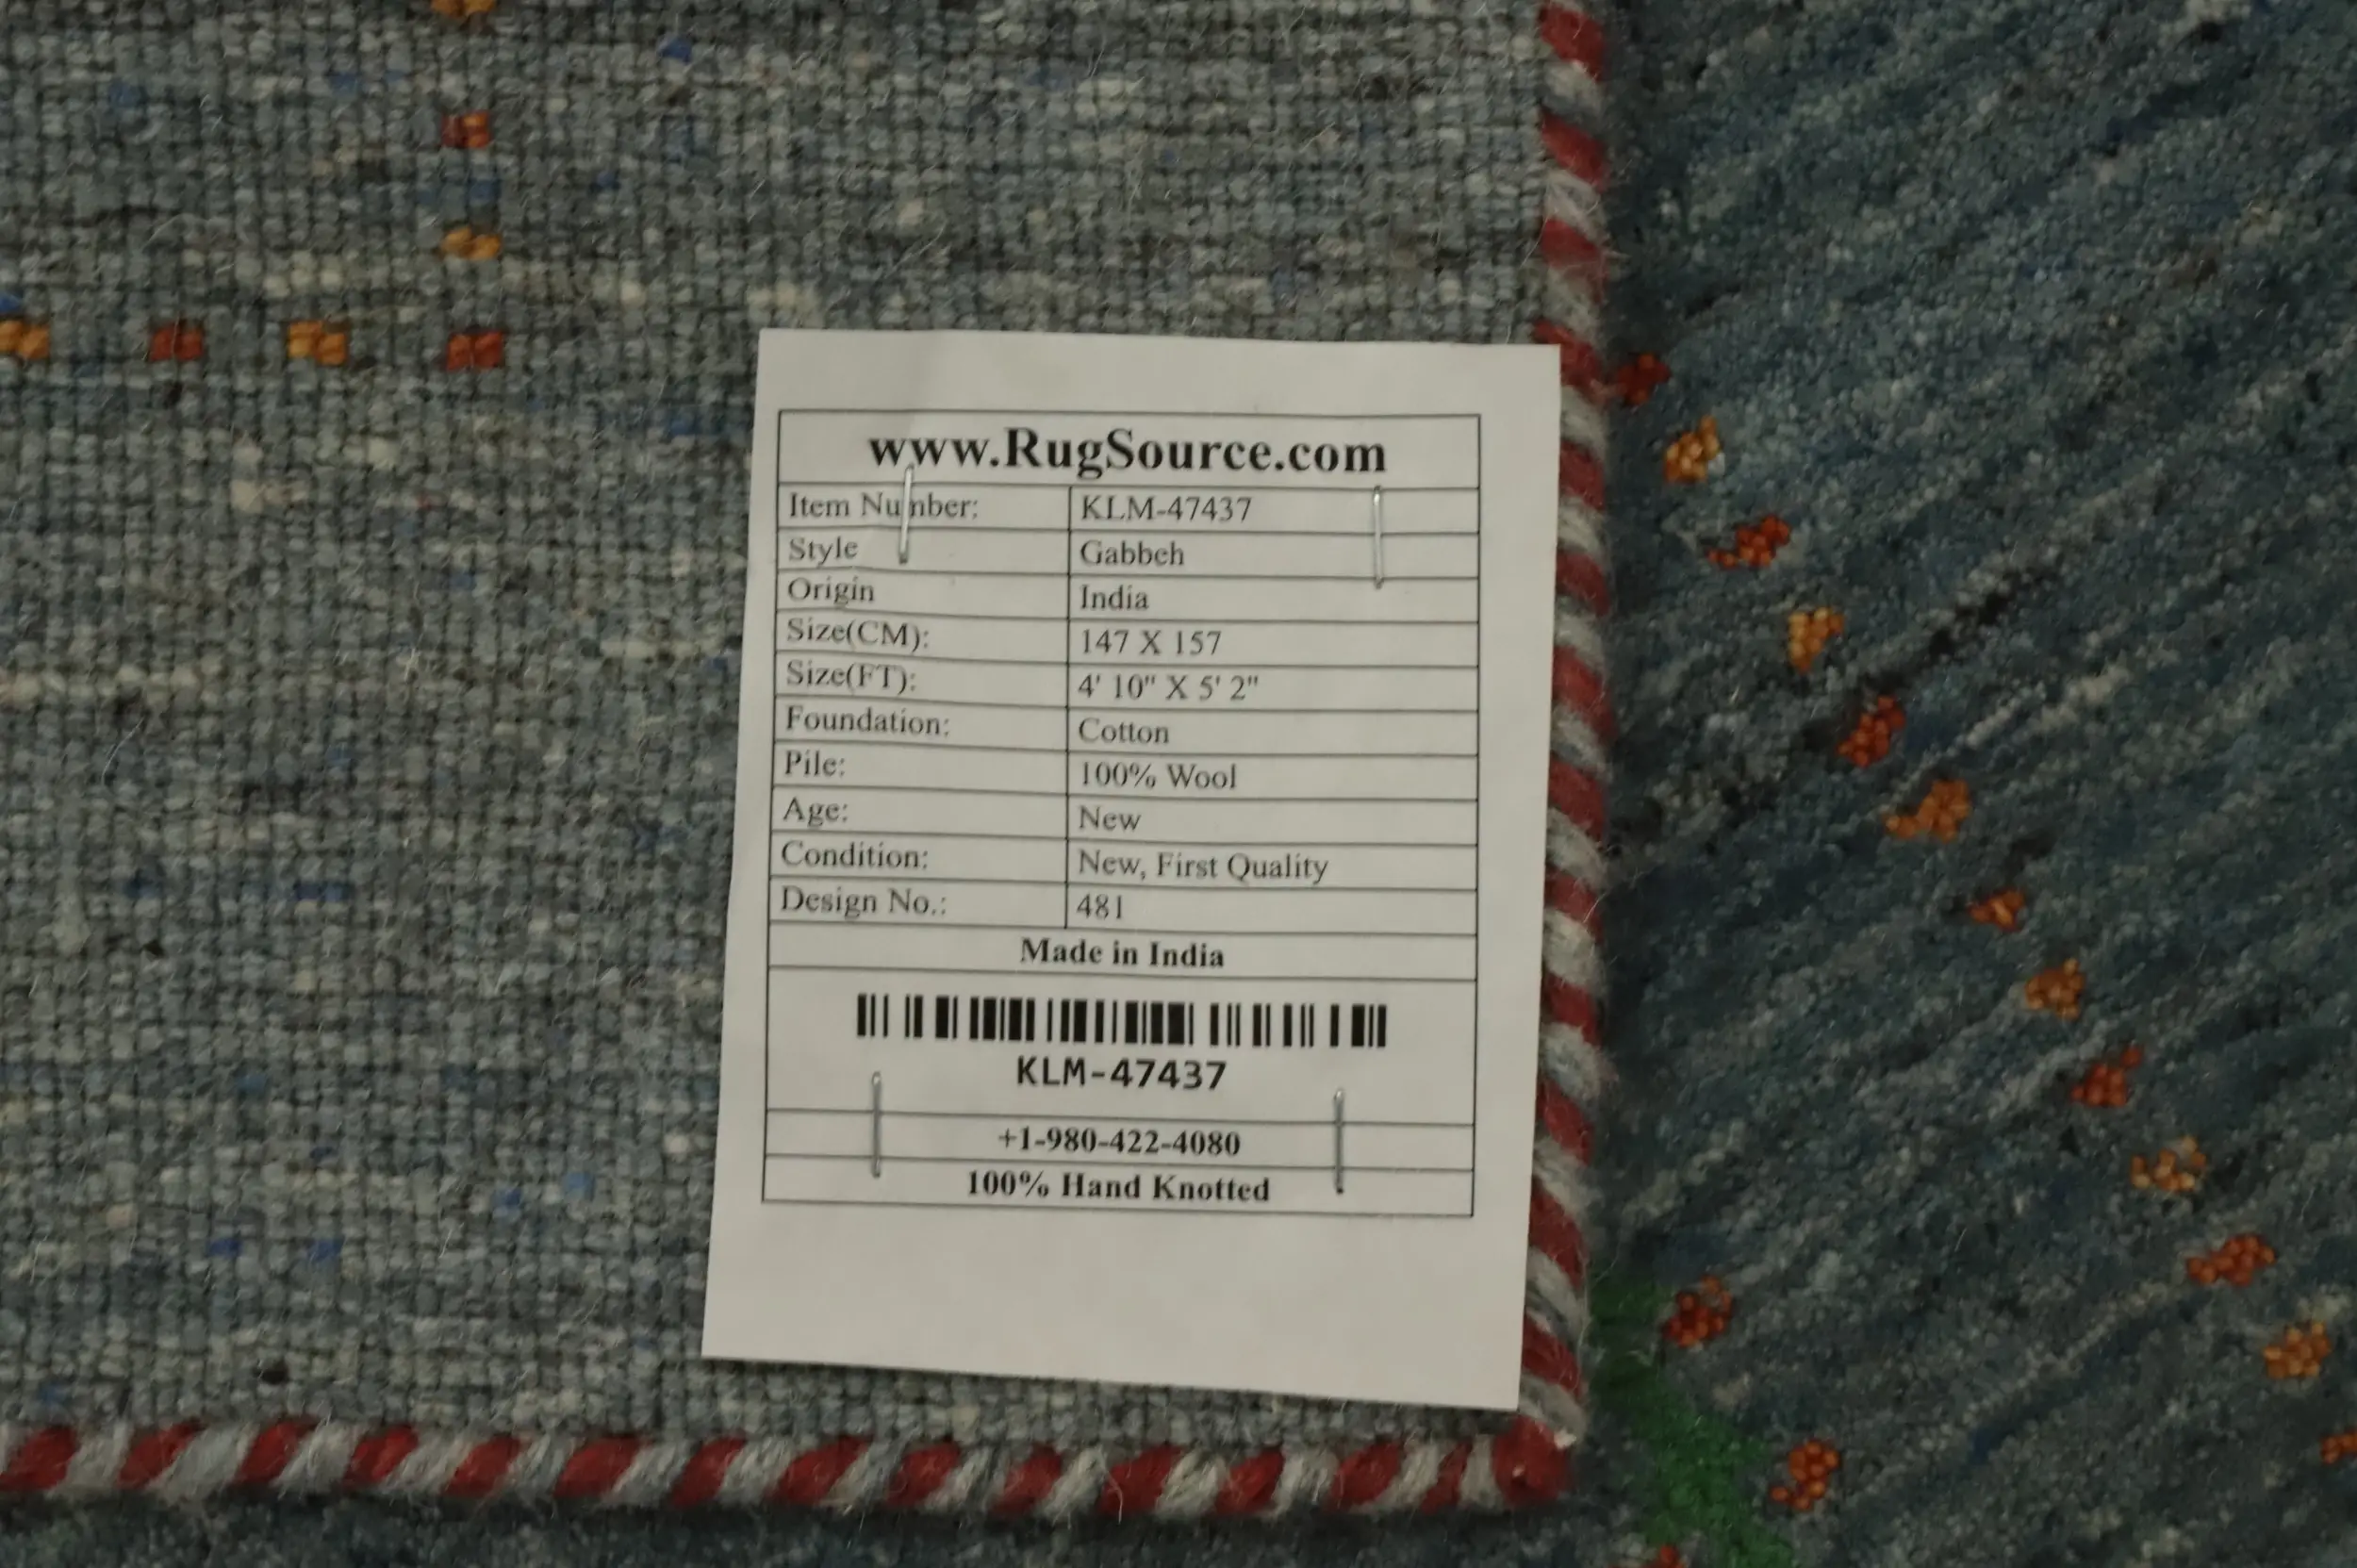 www.RugSource.com
Item Number: KLM-47437
Style Gabbeh
Origin India
Size(CM): 147 X 157
Size(FT): 4' 10" X 5' 2"
Foundation: Cotton
Pile: 100% Wool
Age: New
Condition: New, First Quality
Design No.: 481
Made in India
KLM-47437
+1-980-422-4080
100% Hand Knotted